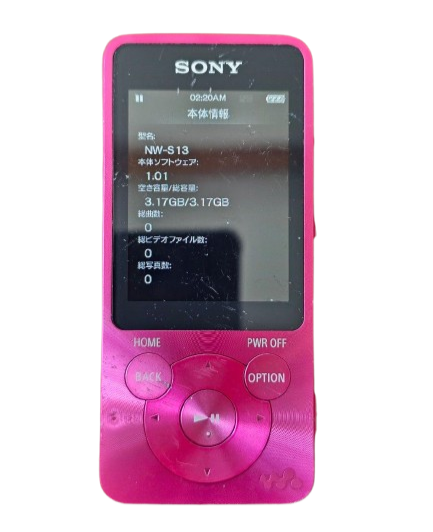 SONY
02:20AM
本体情報
型名:
NW-S13
本体ソフトウェア:
1.01
空き容量/総容量:
3.17GB/3.17GB
総曲数:
0
総ビデオファイル数:
0
総写真数:
0
HOME PWR OFF
BACK OPTION